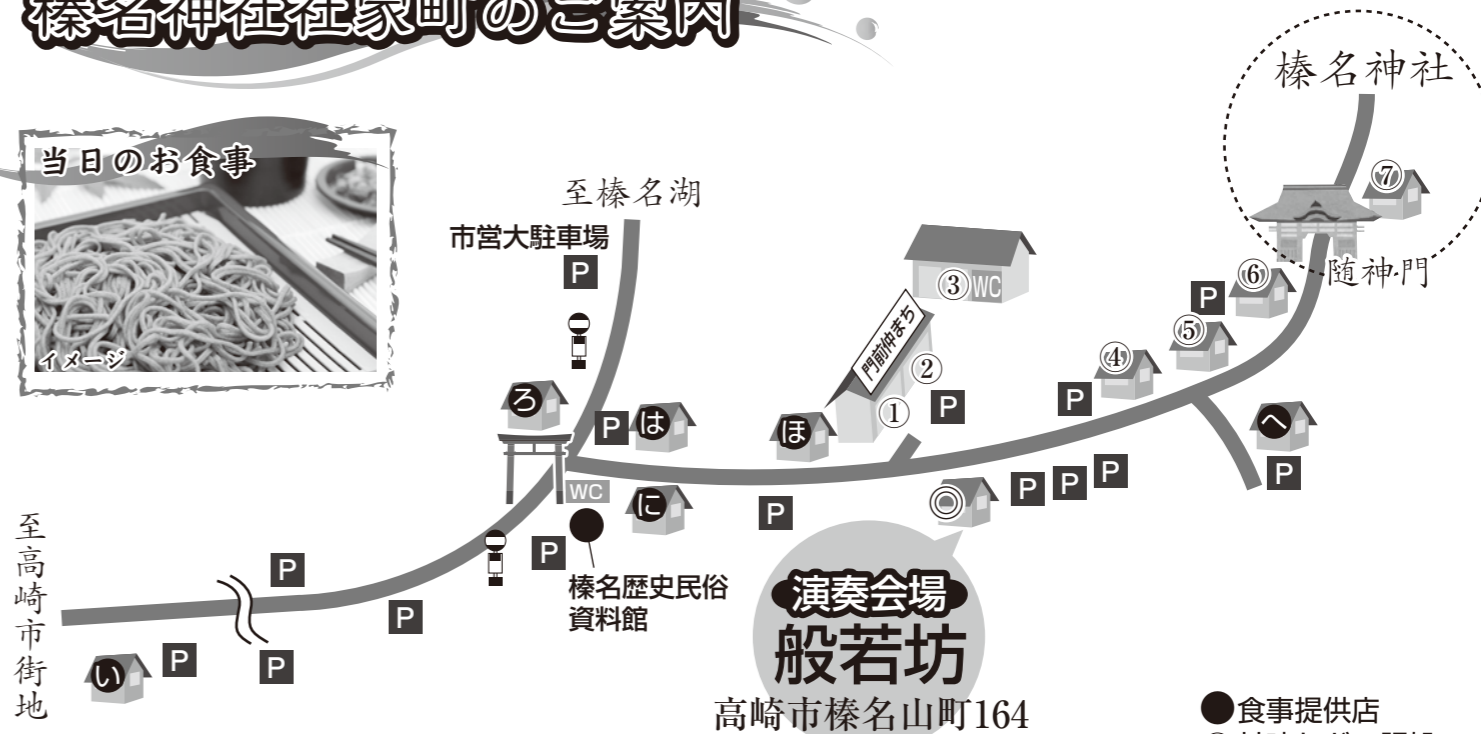 榛名神社社家町のご案内
当日のお食事
イメージ
榛名神社
⑦
随神門
至榛名湖
市営大駐車場
P
③ WC
門前仲まち
②
①
P
P
⑥
⑤
④
P
ろ
P は
ほ
へ
P
WC
に
P
◎
P P P
P
榛名歴史民俗
資料館
演奏会場
般若坊
高崎市榛名山町164
至高崎市街地
P
P
い
P
P
●食事提供店